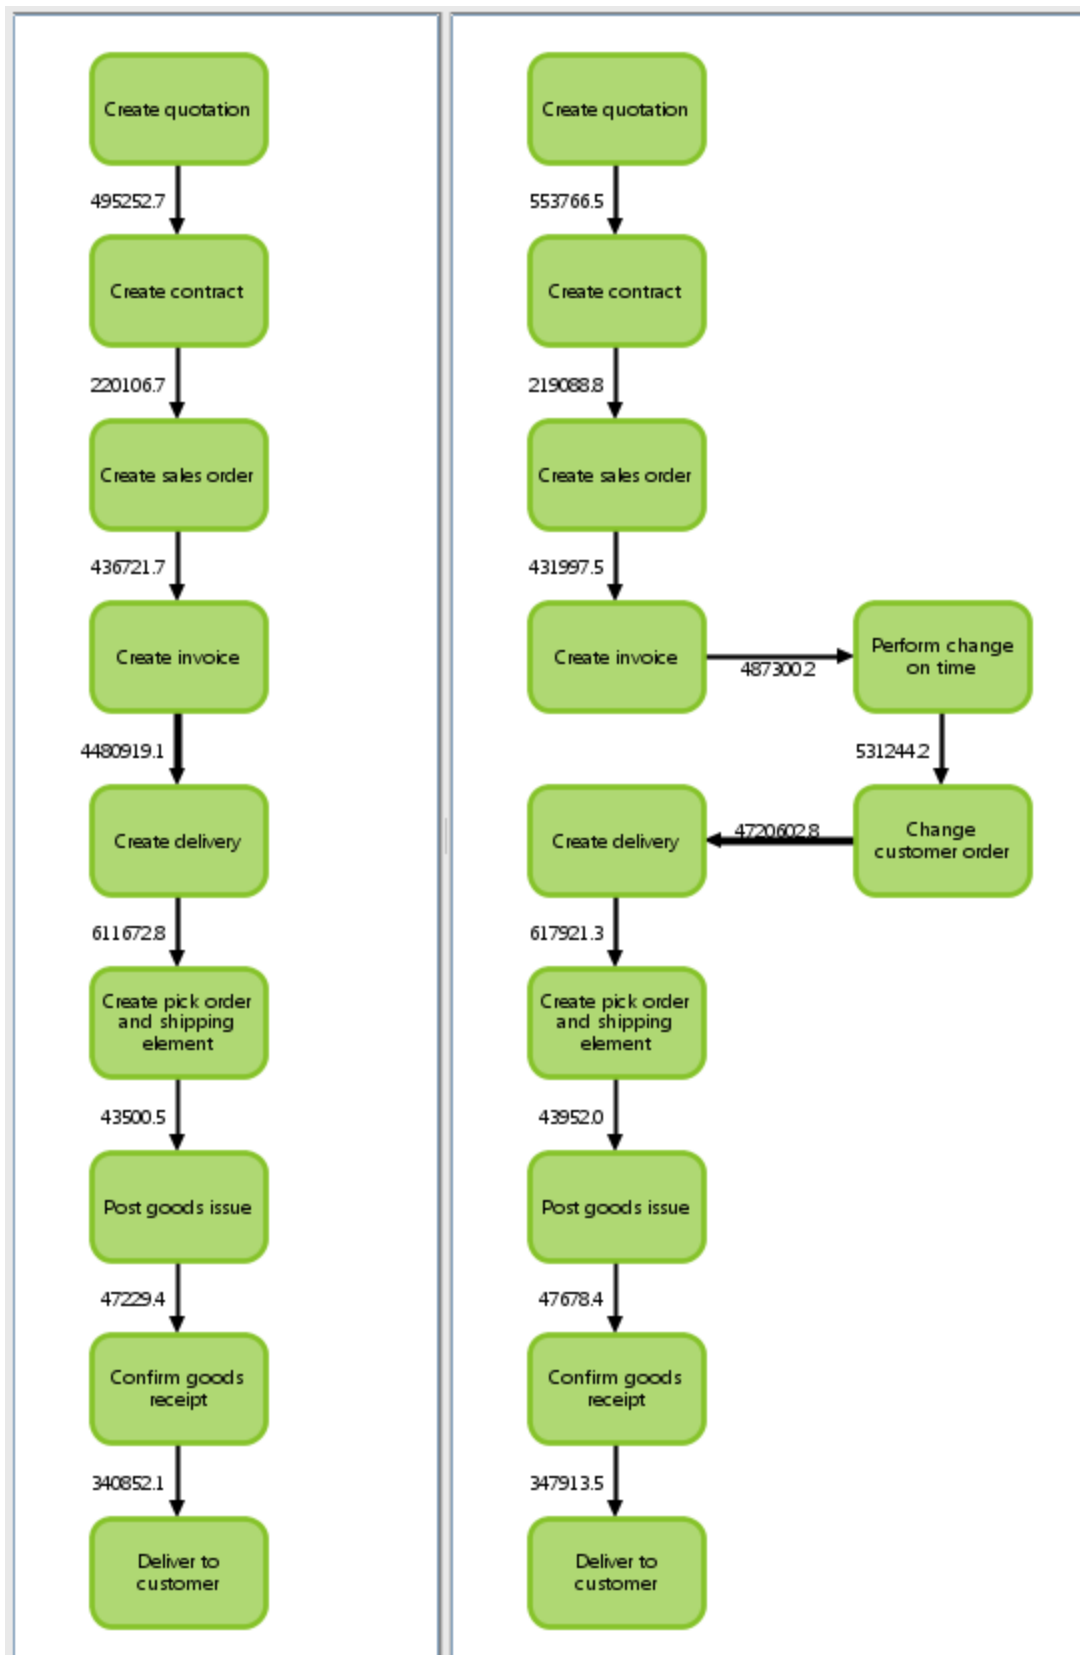 Create quotation
495252.7
Create contract
220106.7
Create sales order
436721.7
Create invoice
4480919.1
Create delivery
611672.8
Create pick order
and shipping
element
43500.5
Post goods issue
47229.4
Confirm goods
receipt
340852.1
Deliver to
customer
Create quotation
553766.5
Create contract
219088.8
Create sales order
431997.5
Create invoice
487300.2
Perform change
on time
531244.2
Change
customer order
4720602.8
Create delivery
617921.3
Create pick order
and shipping
element
43952.0
Post goods issue
47678.4
Confirm goods
receipt
347913.5
Deliver to
customer